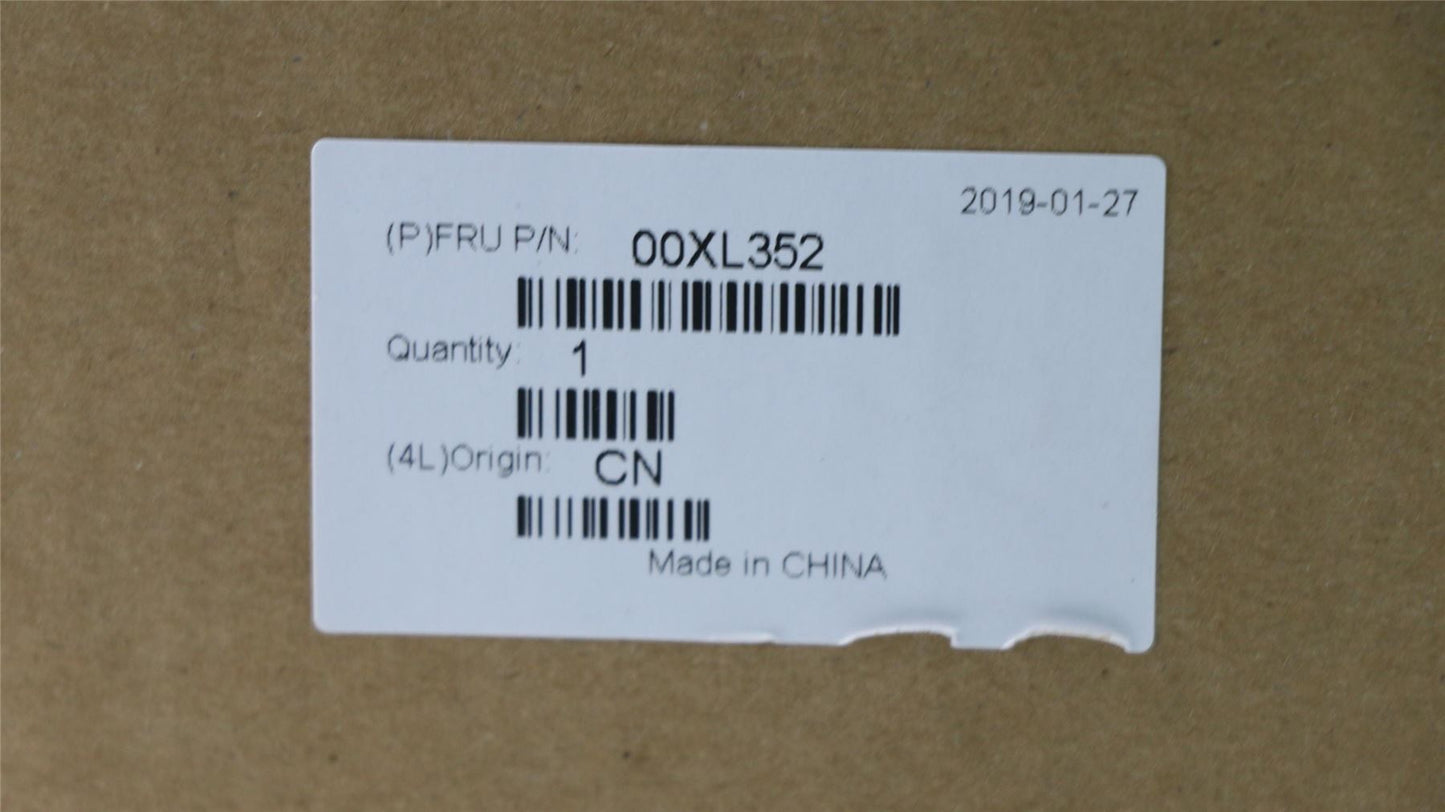 2019-01-27
(P)FRU P/N: 00XL352
Quantity: 1
(4L)Origin: CN
Made in CHINA